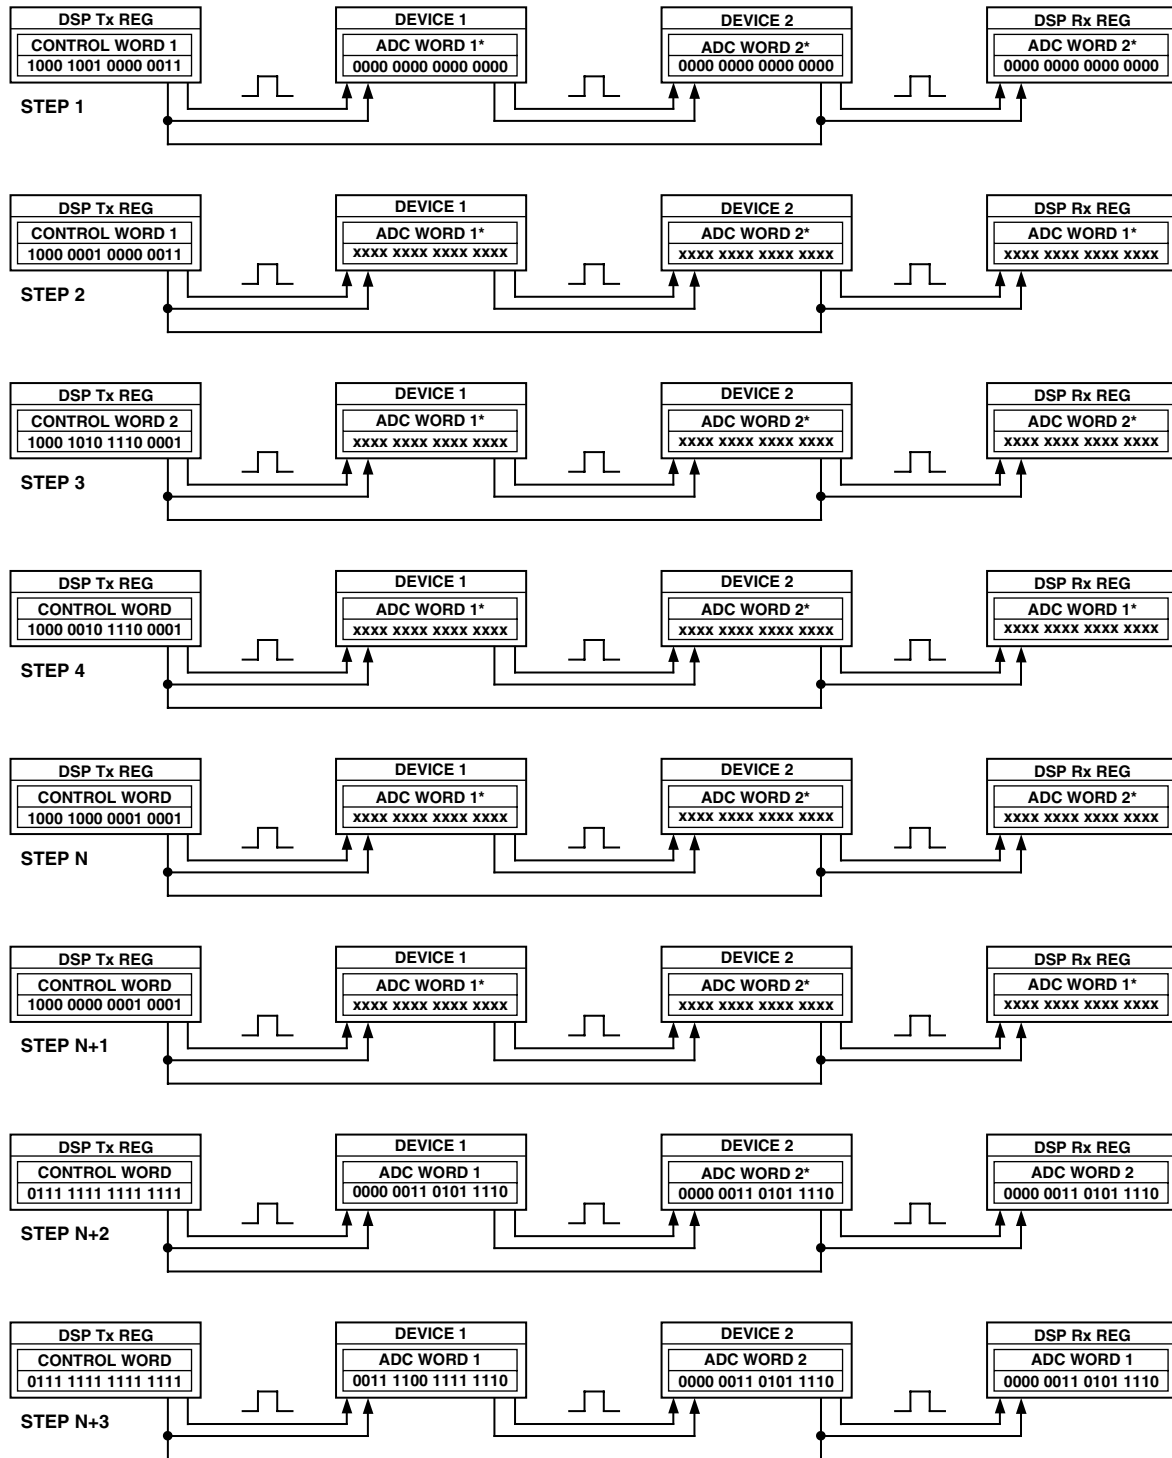 DSP Tx REG DEVICE 1 DEVICE 2 DSP Rx REG
CONTROL WORD 1 ADC WORD 1* ADC WORD 2* ADC WORD 2*
1000 1001 0000 0011 0000 0000 0000 0000 0000 0000 0000 0000 0000 0000 0000 0000
STEP 1
DSP Tx REG DEVICE 1 DEVICE 2 DSP Rx REG
CONTROL WORD 1 ADC WORD 1* ADC WORD 2* ADC WORD 1*
1000 0001 0000 0011 xxxx xxxx xxxx xxxx xxxx xxxx xxxx xxxx xxxx xxxx xxxx xxxx
STEP 2
DSP Tx REG DEVICE 1 DEVICE 2 DSP Rx REG
CONTROL WORD 2 ADC WORD 1* ADC WORD 2* ADC WORD 2*
1000 1010 1110 0001 xxxx xxxx xxxx xxxx xxxx xxxx xxxx xxxx xxxx xxxx xxxx xxxx
STEP 3
DSP Tx REG DEVICE 1 DEVICE 2 DSP Rx REG
CONTROL WORD ADC WORD 1* ADC WORD 2* ADC WORD 1*
1000 0010 1110 0001 xxxx xxxx xxxx xxxx xxxx xxxx xxxx xxxx xxxx xxxx xxxx xxxx
STEP 4
DSP Tx REG DEVICE 1 DEVICE 2 DSP Rx REG
CONTROL WORD ADC WORD 1* ADC WORD 2* ADC WORD 2*
1000 1000 0001 0001 xxxx xxxx xxxx xxxx xxxx xxxx xxxx xxxx xxxx xxxx xxxx xxxx
STEP N
DSP Tx REG DEVICE 1 DEVICE 2 DSP Rx REG
CONTROL WORD ADC WORD 1* ADC WORD 2* ADC WORD 1*
1000 0000 0001 0001 xxxx xxxx xxxx xxxx xxxx xxxx xxxx xxxx xxxx xxxx xxxx xxxx
STEP N+1
DSP Tx REG DEVICE 1 DEVICE 2 DSP Rx REG
CONTROL WORD ADC WORD 1 ADC WORD 2* ADC WORD 2
0111 1111 1111 1111 0000 0011 0101 1110 0000 0011 0101 1110 0000 0011 0101 1110
STEP N+2
DSP Tx REG DEVICE 1 DEVICE 2 DSP Rx REG
CONTROL WORD ADC WORD 1 ADC WORD 2 ADC WORD 1
0111 1111 1111 1111 0011 1100 1111 1110 0000 0011 0101 1110 0000 0011 0101 1110
STEP N+3